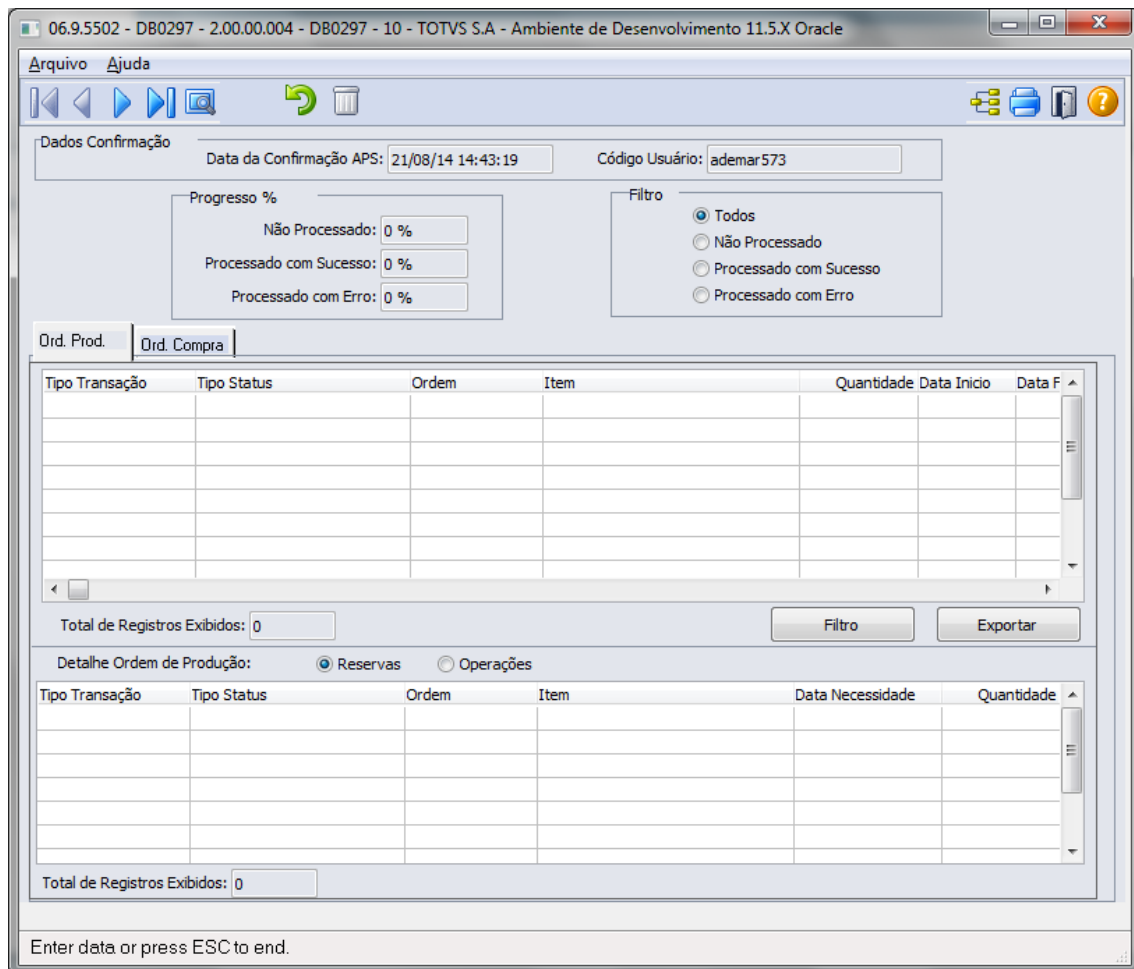 06.9.5502 - DB0297 - 2.00.00.004 - DB0297 - 10 - TOTVS S.A - Ambiente de Desenvolvimento 11.5.X Oracle
Arquivo Ajuda
Dados Confirmação
Data da Confirmação APS: 21/08/14 14:43:19 Código Usuário: ademar573
Progresso % Filtro
Não Processado: 0 %
Processado com Sucesso: 0 %
Processado com Erro: 0 %
Todos
Não Processado
Processado com Sucesso
Processado com Erro
Ord. Prod. Ord. Compra
Tipo Transação Tipo Status Ordem Item Quantidade Data Inicio Data F
Total de Registros Exibidos: 0 Filtro Exportar
Detalhe Ordem de Produção: Reservas Operações
Tipo Transação Tipo Status Ordem Item Data Necessidade Quantidade
Total de Registros Exibidos: 0
Enter data or press ESC to end.